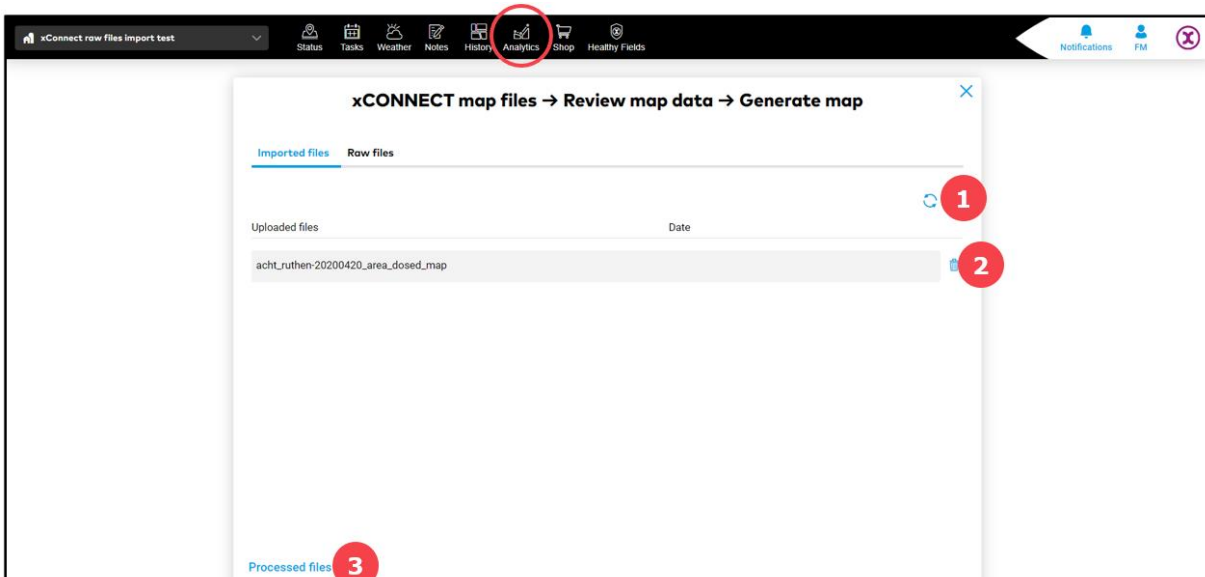 xConnect raw files import test
Status Tasks Weather Notes History Analytics Shop Healthy Fields
Notifications FM
xCONNECT map files → Review map data → Generate map
Imported files Raw files
1
Uploaded files Date
acht_ruthen-20200420_area_dosed_map
2
Processed files
3